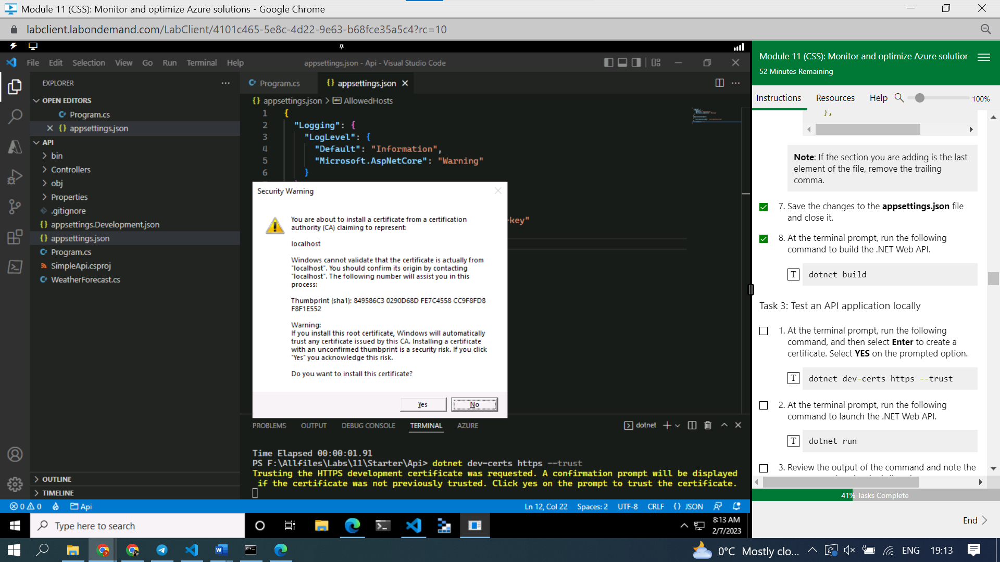 Module 11 (CSS): Monitor and optimize Azure solutions - Google Chrome
labclient.labondemand.com/LabClient/4101c465-5e8c-4d22-9e63-b68fce35a5c4?rc=10
File Edit Selection View Go Run Terminal Help
appsettings.json - Api - Visual Studio Code
EXPLORER
OPEN EDITORS
Program.cs
{} appsettings.json
API
bin
Controllers
obj
Properties
.gitignore
{} appsettings.Development.json
{} appsettings.json
Program.cs
SimpleApi.csproj
WeatherForecast.cs
OUTLINE
TIMELINE
Program.cs {} appsettings.json
{} appsettings.json > AllowedHosts
1 {
2 "Logging": {
3 "LogLevel": {
4 "Default": "Information",
5 "Microsoft.AspNetCore": "Warning"
6 }
key"
Security Warning
You are about to install a certificate from a certification
authority (CA) claiming to represent:
localhost
Windows cannot validate that the certificate is actually from
"localhost". You should confirm its origin by contacting
"localhost". The following number will assist you in this
process:
Thumbprint (sha1): 849586C3 0290D68D FE7C4558 CC9F8FD8
F8F1E552
Warning:
If you install this root certificate, Windows will automatically
trust any certificate issued by this CA. Installing a certificate
with an unconfirmed thumbprint is a security risk. If you click
"Yes" you acknowledge this risk.
Do you want to install this certificate?
Yes No
PROBLEMS OUTPUT DEBUG CONSOLE TERMINAL AZURE
dotnet
Time Elapsed 00:00:01.91
PS F:\Allfiles\Labs\11\Starter\Api> dotnet dev-certs https --trust
Trusting the HTTPS development certificate was requested. A confirmation prompt will be displayed
if the certificate was not previously trusted. Click yes on the prompt to trust the certificate.
0 0 Api
Ln 12, Col 22 Spaces: 2 UTF-8 CRLF {} JSON
Type here to search
8:13 AM
2/7/2023
Module 11 (CSS): Monitor and optimize Azure solution
52 Minutes Remaining
Instructions Resources Help 100%
},
Note: If the section you are adding is the last
element of the file, remove the trailing
comma.
7. Save the changes to the appsettings.json file
and close it.
8. At the terminal prompt, run the following
command to build the .NET Web API.
T dotnet build
Task 3: Test an API application locally
1. At the terminal prompt, run the following
command, and then select Enter to create a
certificate. Select YES on the prompted option.
T dotnet dev-certs https --trust
2. At the terminal prompt, run the following
command to launch the .NET Web API.
T dotnet run
3. Review the output of the command and note the
41% Tasks Complete
End
0°C Mostly clo...
ENG 19:13